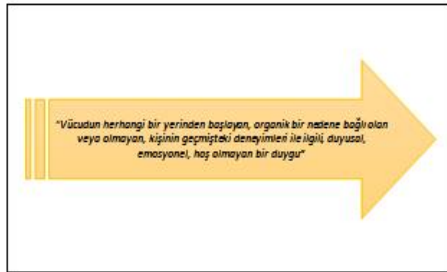 "Vücudun herhangi bir yerinden başlayan, organik bir nedene bağlı olan
veya olmayan, kişinin geçmişteki deneyimleri ile ilgili, duyusal,
emosyonel, hoş olmayan bir duygu"